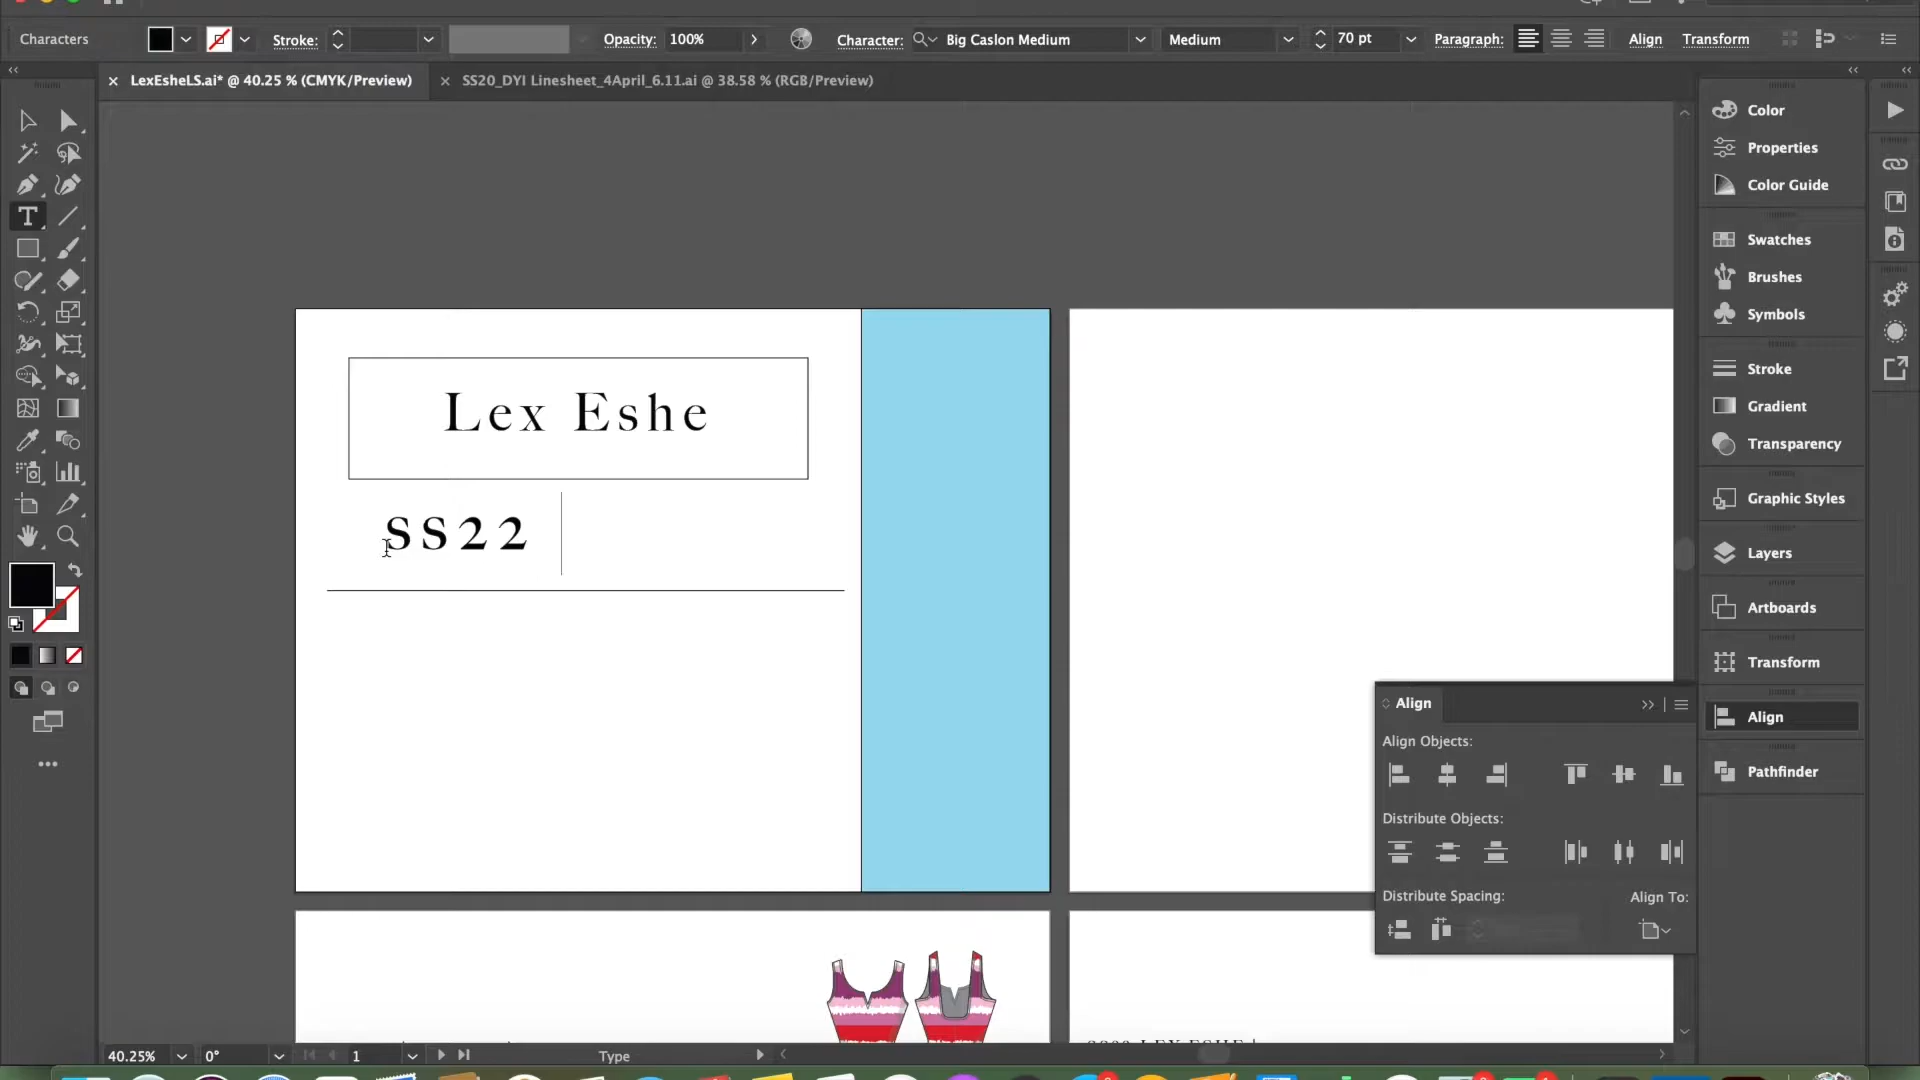 Characters
Stroke:
Opacity: 100%
Character: Big Caslon Medium
Medium
70 pt
Paragraph:
Align
Transform
× LexEsheLS.ai* @ 40.25 % (CMYK/Preview)
× SS20_DYI Linesheet_4April_6.11.ai @ 38.58 % (RGB/Preview)
Color
Properties
Color Guide
Swatches
Brushes
Symbols
Stroke
Gradient
Transparency
Graphic Styles
Layers
Artboards
Transform
Align
Pathfinder
Lex Eshe
SS22
Align
Align Objects:
Distribute Objects:
Distribute Spacing:
Align To:
40.25%
0°
1
Type